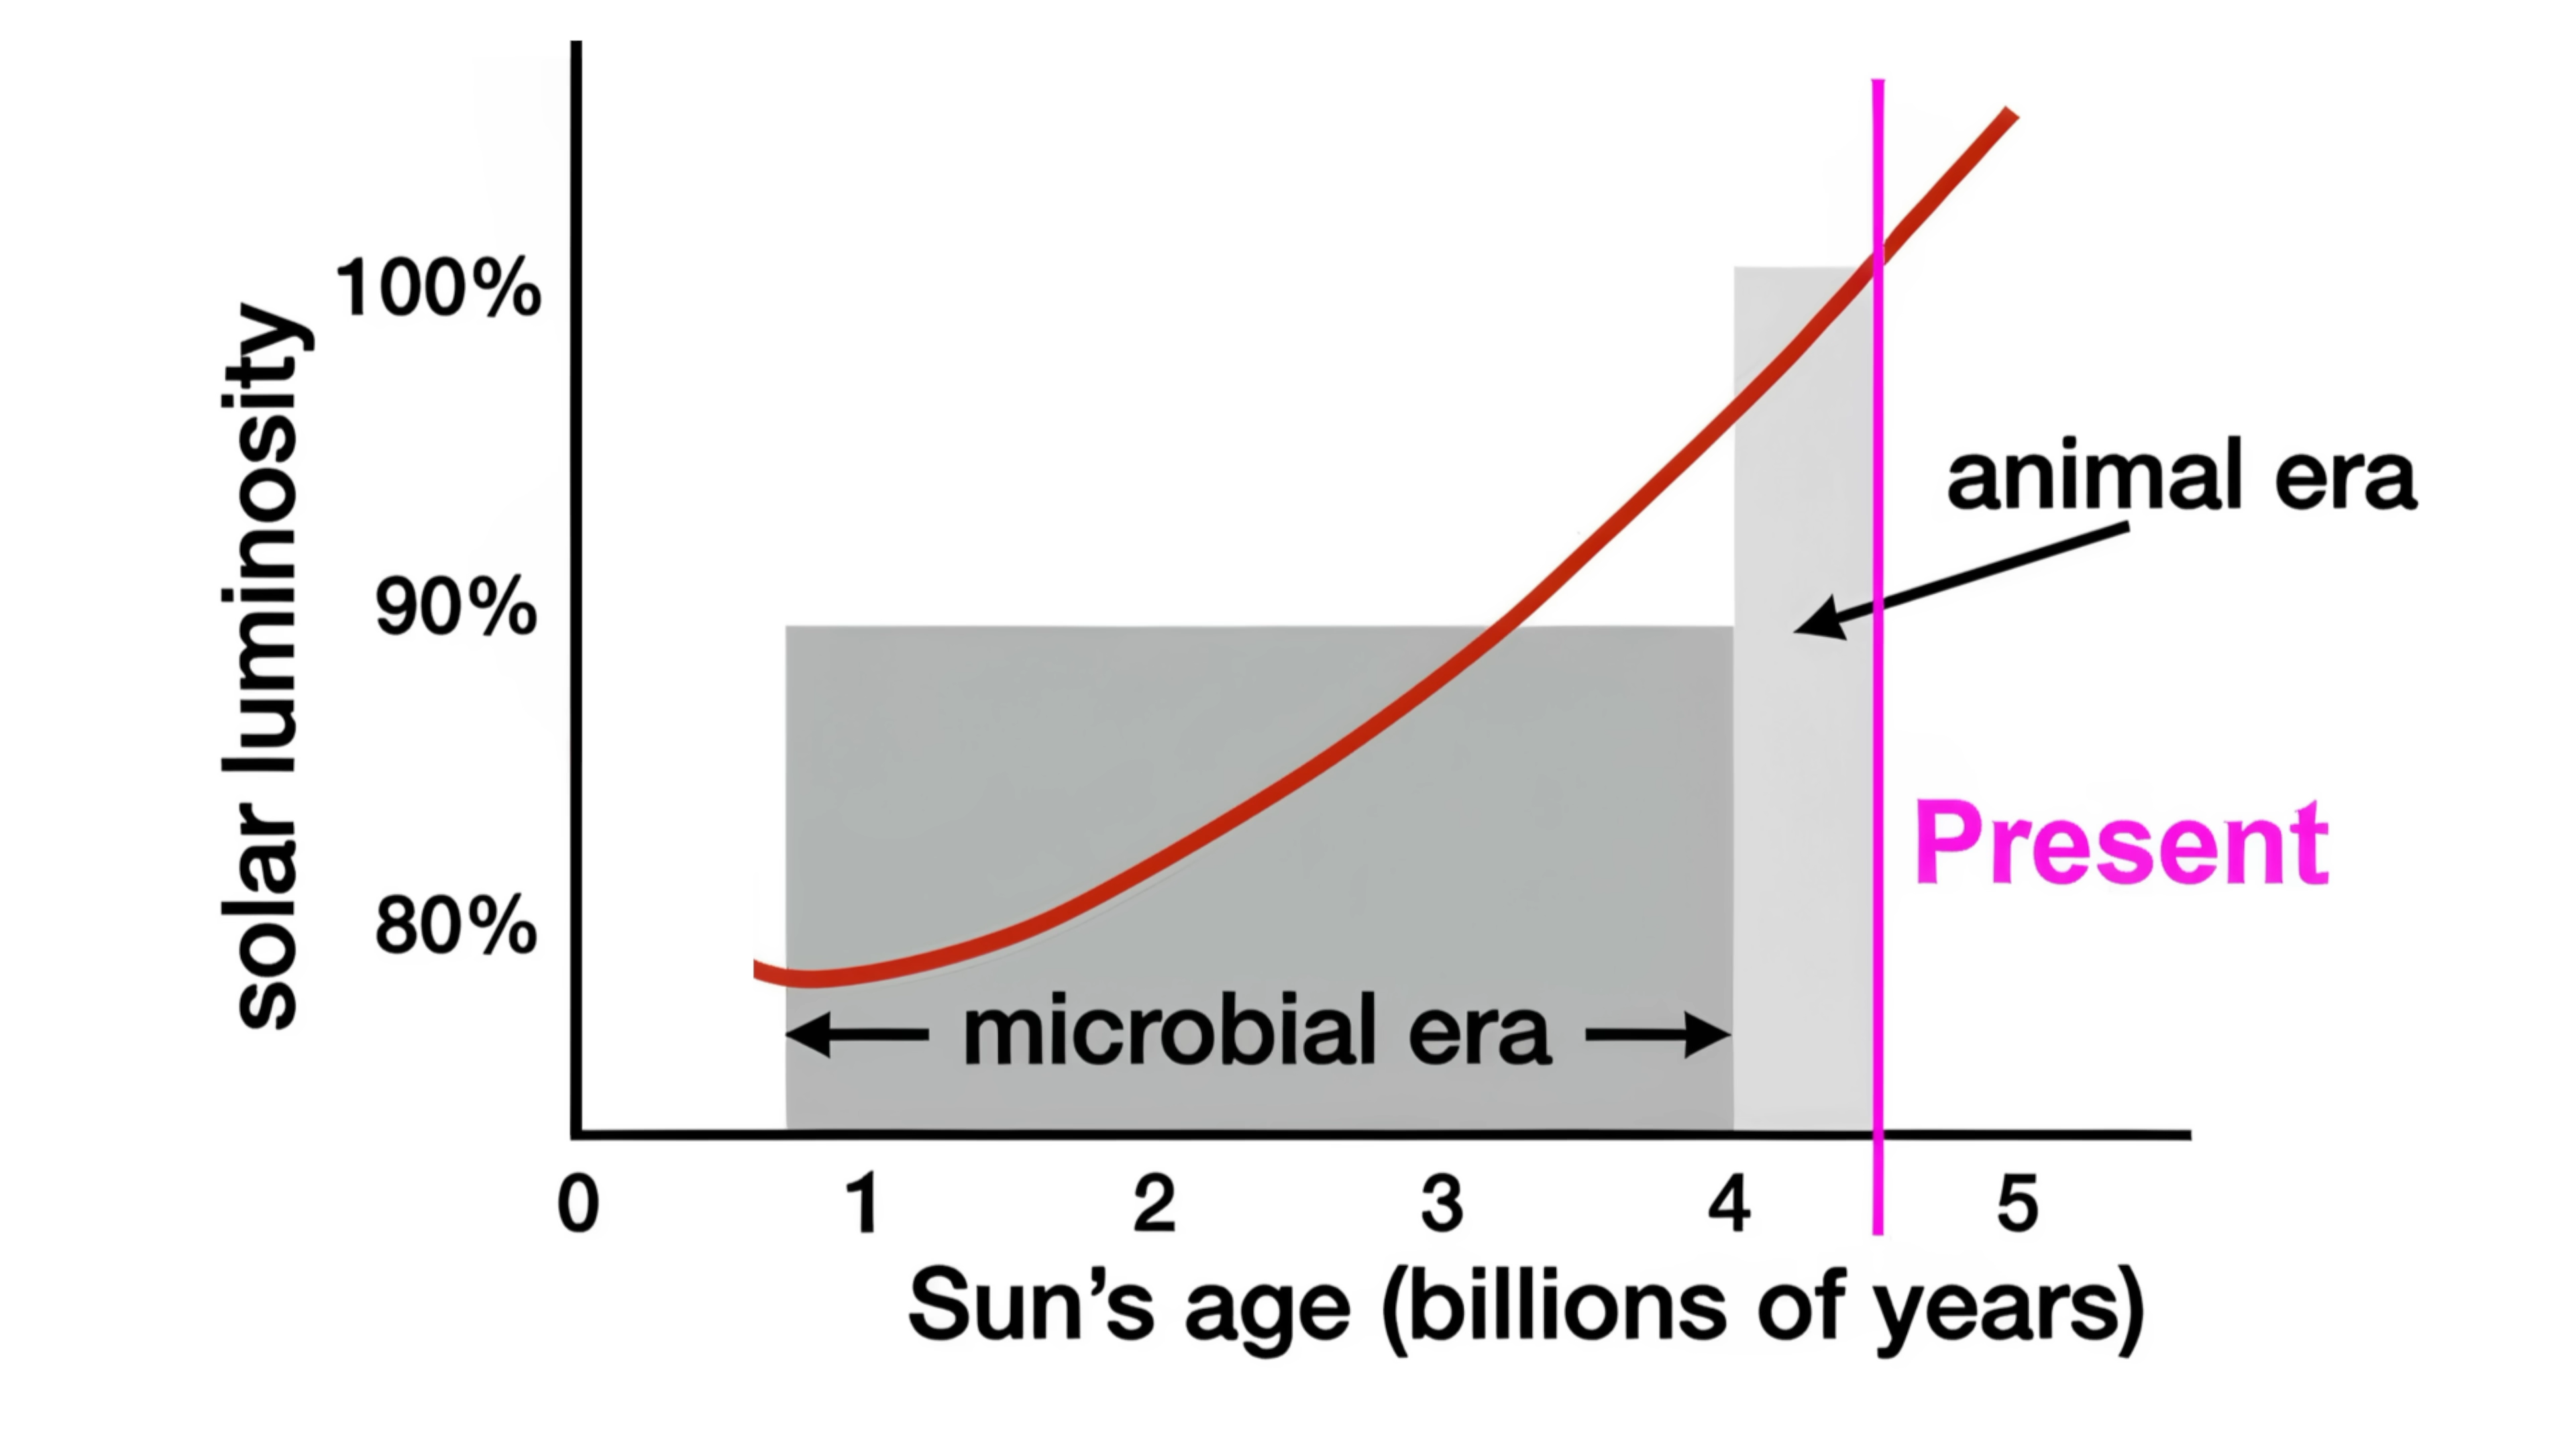 solar luminosity
100%
90%
80%
animal era
Present
microbial era
0 1 2 3 4 5
Sun’s age (billions of years)